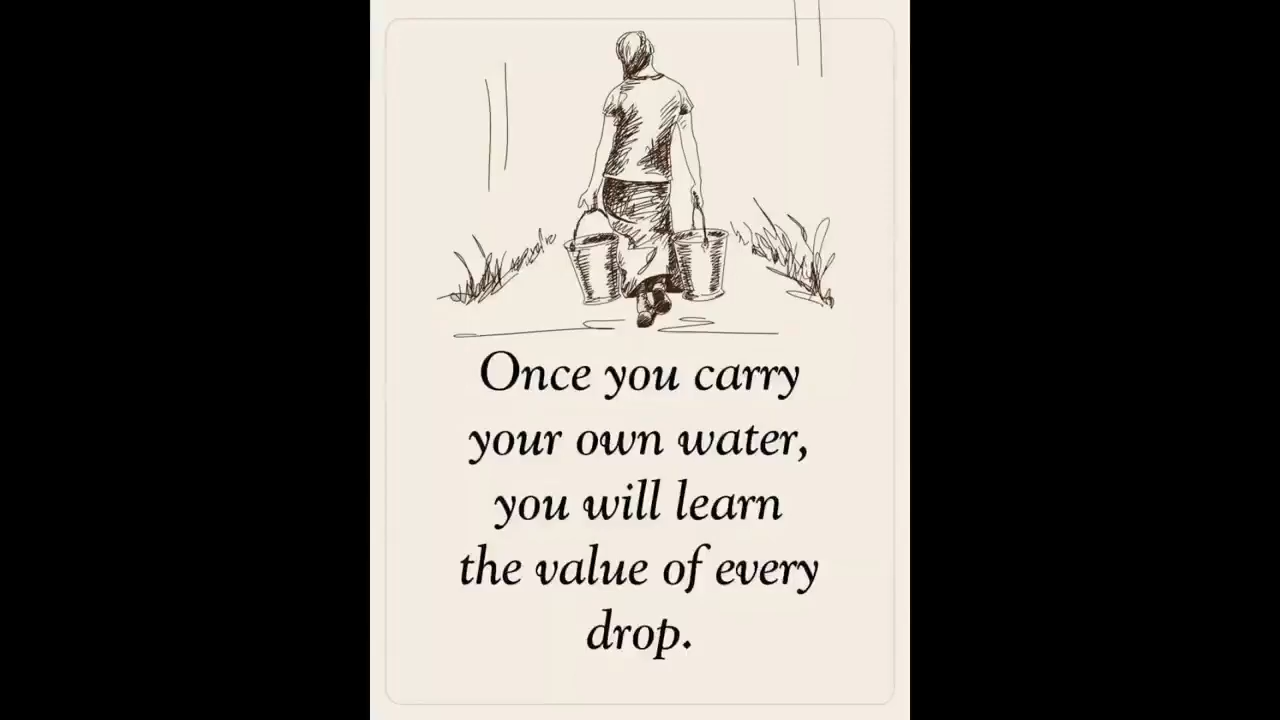 Once you carry
your own water,
you will learn
the value of every
drop.